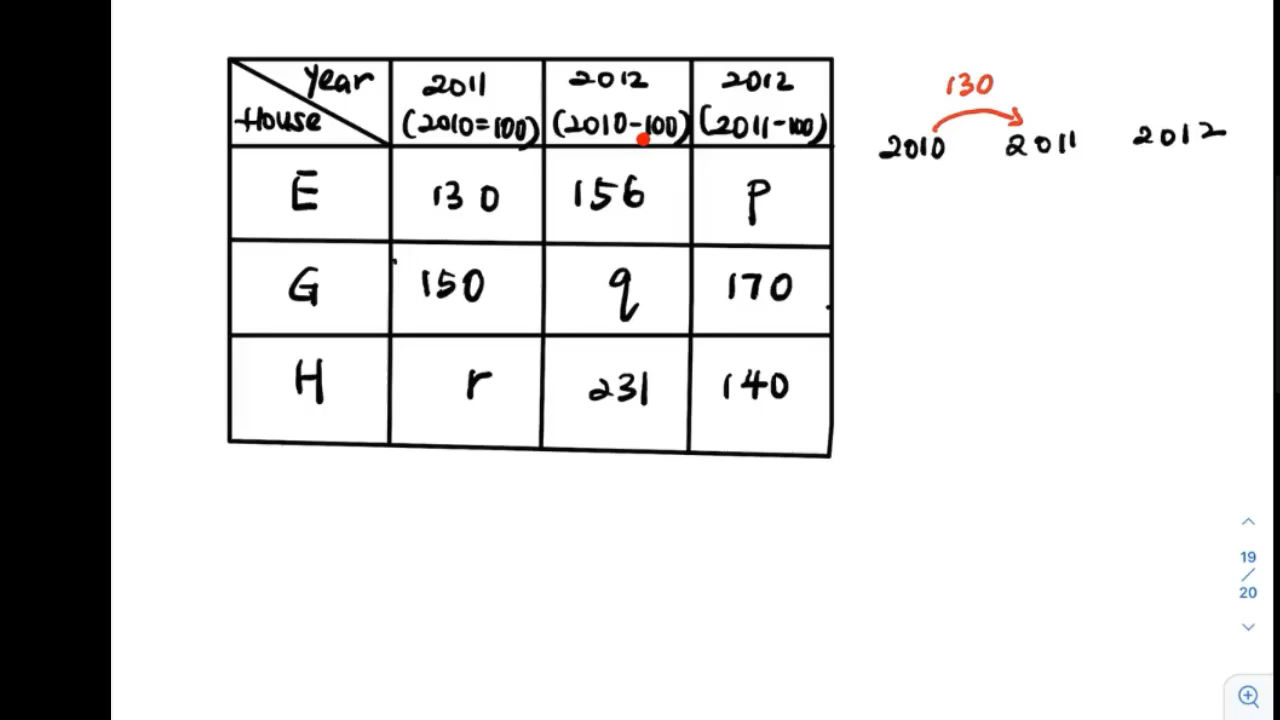 Year 2011 2012 2012
House (2010=100) (2010-100) (2011-100)
E 130 156 P
G 150 q 170
H r 231 140
130
2010 2011 2012
19
/
20